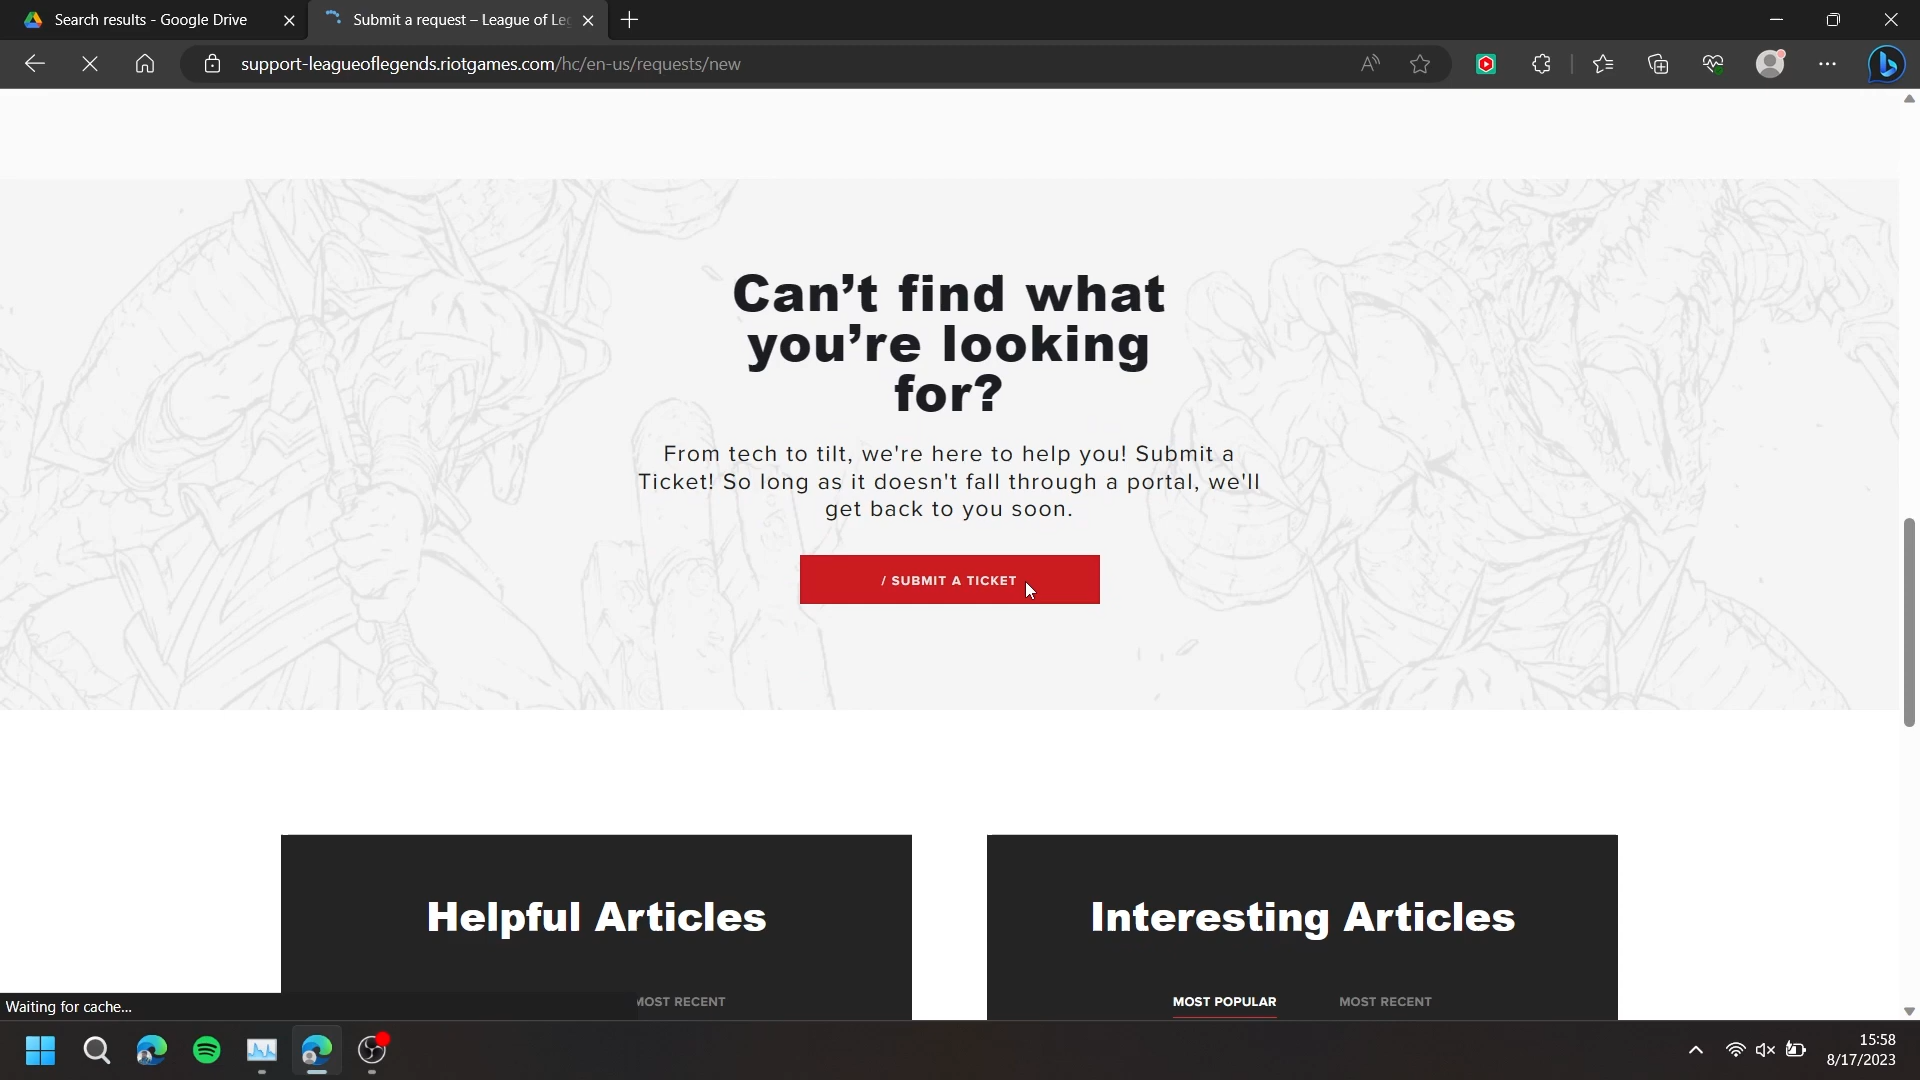 Search results - Google Drive
Submit a request – League of Le
support-leagueoflegends.riotgames.com/hc/en-us/requests/new
Can’t find what
you’re looking
for?
From tech to tilt, we're here to help you! Submit a
Ticket! So long as it doesn't fall through a portal, we'll
get back to you soon.
/ SUBMIT A TICKET
Helpful Articles
Interesting Articles
MOST RECENT
MOST POPULAR
MOST RECENT
Waiting for cache...
15:58
8/17/2023